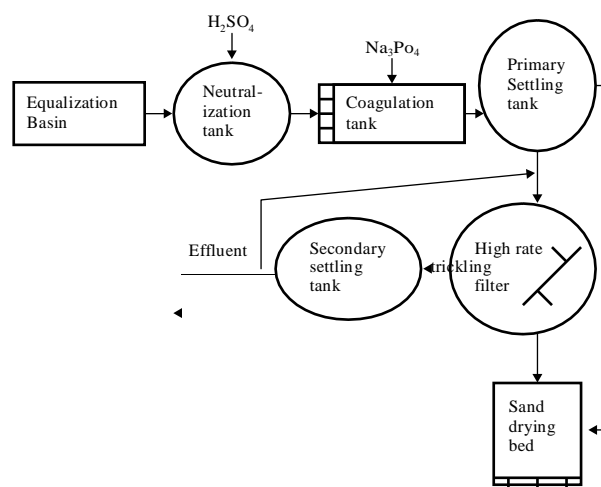 H₂SO₄
Na₃Po₄
Equalization
Basin
Neutral-
ization
tank
Coagulation
tank
Primary
Settling
tank
Effluent
Secondary
settling
tank
High rate
trickling
filter
Sand
drying
bed